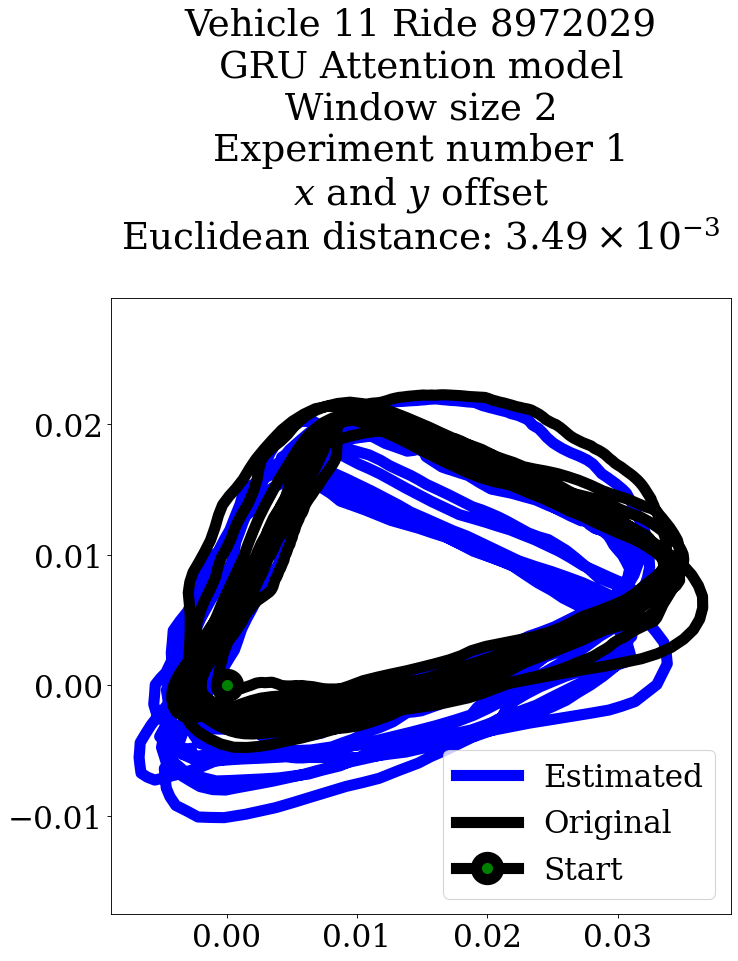 Vehicle 11 Ride 8972029
GRU Attention model
Window size 2
Experiment number 1
x and y offset
Euclidean distance: 3.49 × 10⁻³
0.02
0.01
0.00
−0.01
Estimated
Original
Start
0.00 0.01 0.02 0.03